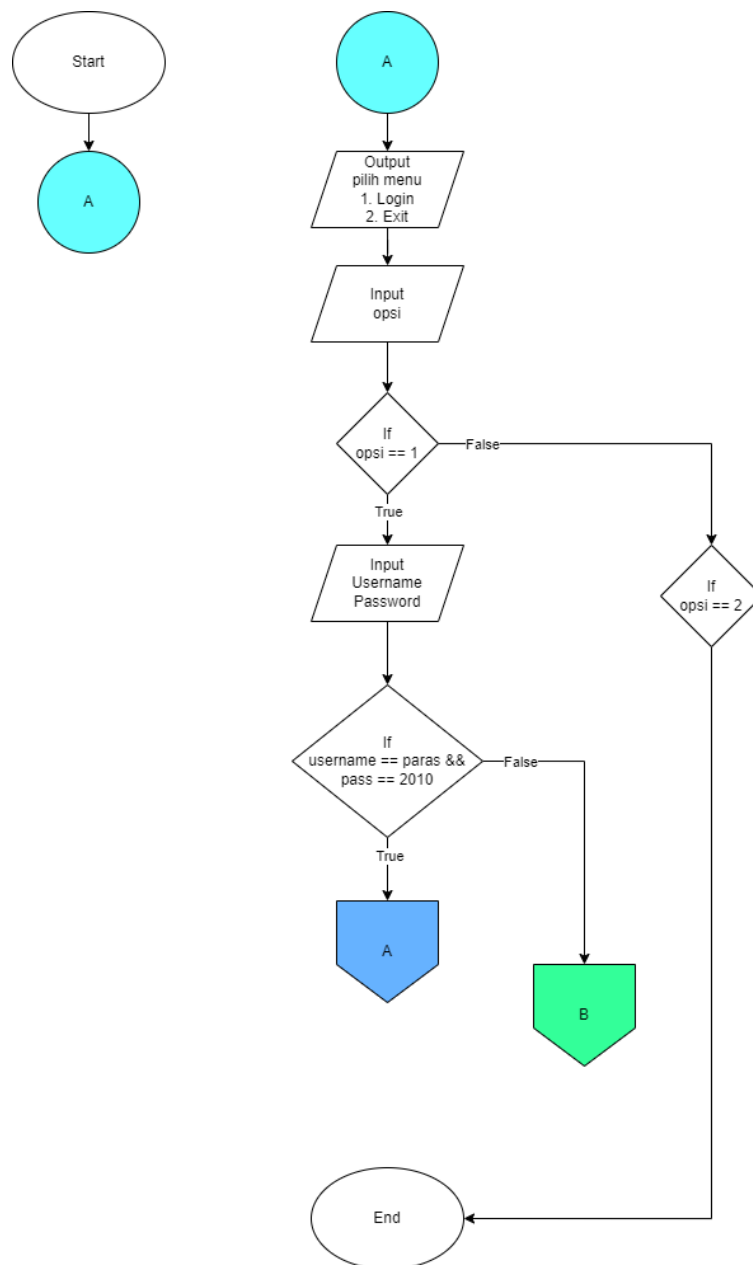 Start
A
A
Output
pilih menu
1. Login
2. Exit
Input
opsi
If
opsi == 1
False
True
Input
Username
Password
If
opsi == 2
If
username == paras &&
pass == 2010
False
True
A
B
End